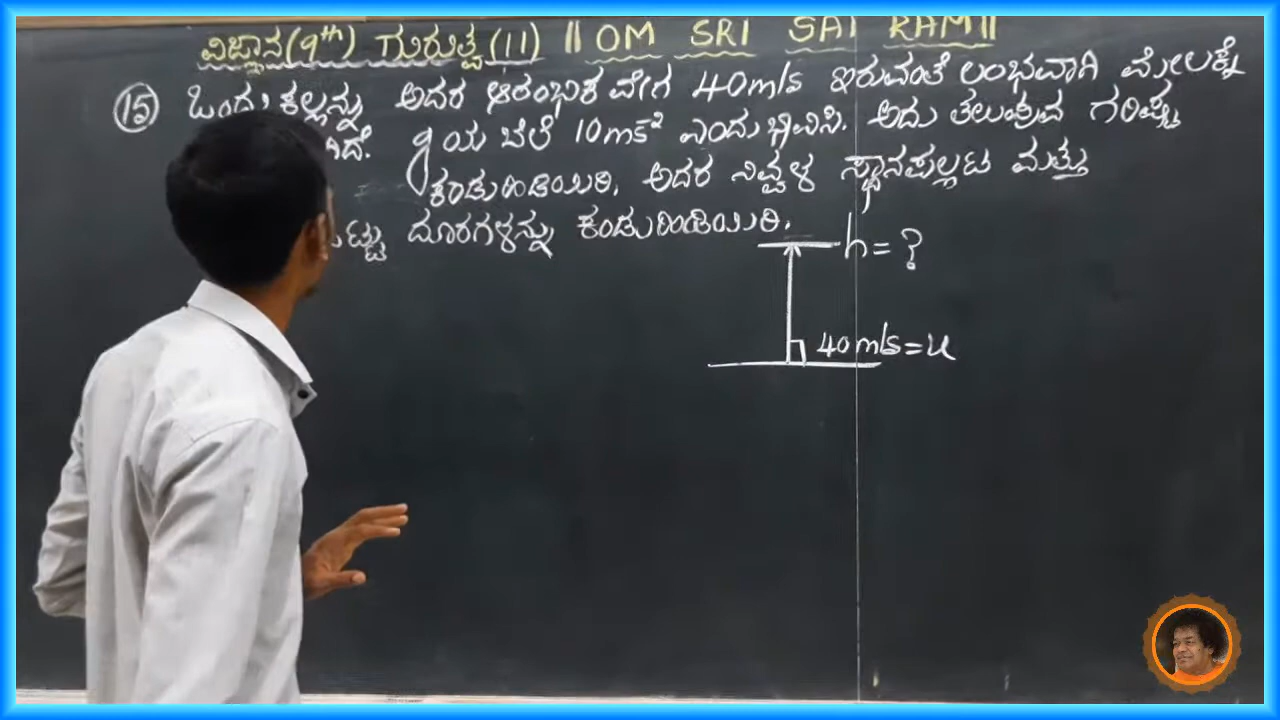 ವಿಜ್ಞಾನ(9th) ಗುರುತ್ವ(11) || OM SRI SAI RAM ||
15 ಒಂದು ಕಲ್ಲನ್ನು ಅದರ ಆರಂಭಿಕ ವೇಗ 40m/s ಇರುವಂತೆ ಲಂಭವಾಗಿ ಮೇಲಕ್ಕೆ
ಗಿದೆ. g ಯ ಬೆಲೆ 10ms⁻² ಎಂದು ಭಾವಿಸಿ. ಅದು ತಲುಪುವ ಗರಿಷ್ಟ
ಕಂಡುಹಿಡಿಯಿರಿ, ಅದರ ನಿವ್ವಳ ಸ್ಥಾನಪಲ್ಲಟ ಮತ್ತು
ಟ್ಟು ದೂರಗಳನ್ನು ಕಂಡುಹಿಡಿಯಿರಿ.
h = ?
40 m/s = u